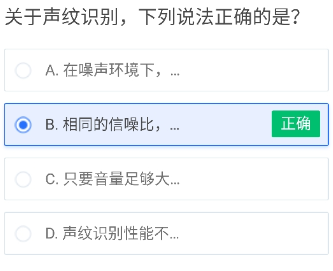 关于声纹识别，下列说法正确的是？
A. 在噪声环境下，...
B. 相同的信噪比，...
正确
C. 只要音量足够大...
D. 声纹识别性能不...